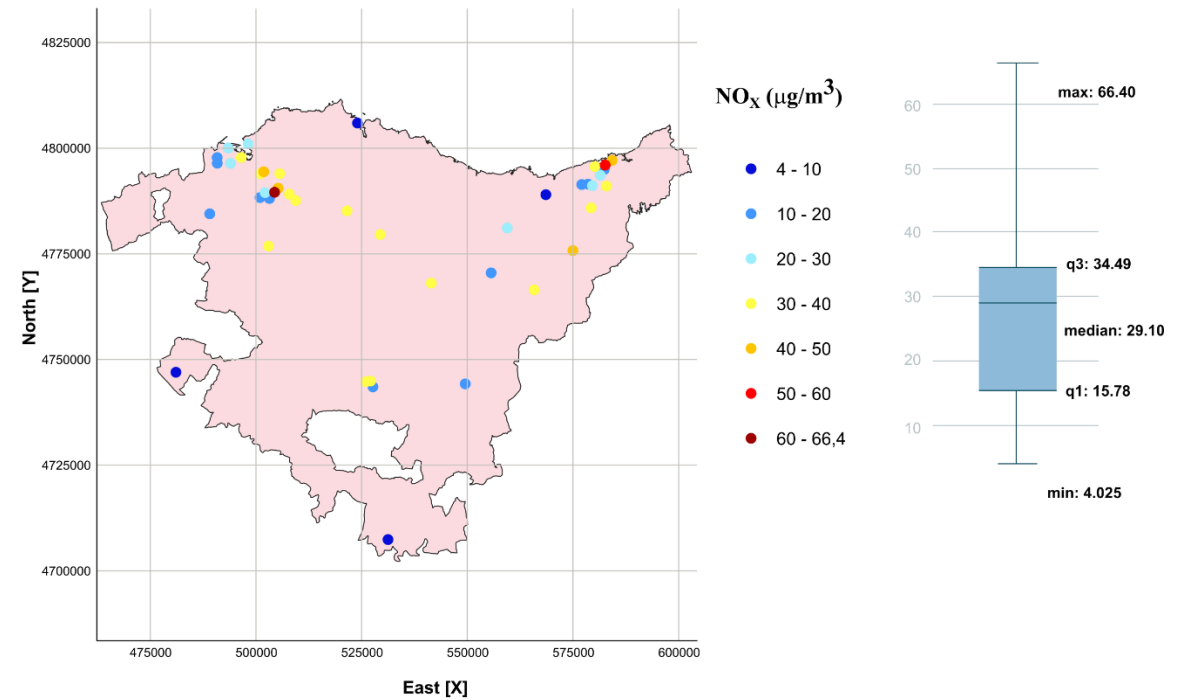 4825000
4800000
4775000
4750000
4725000
4700000
North [Y]
475000 500000 525000 550000 575000 600000
East [X]
NOX (µg/m³)
4 - 10
10 - 20
20 - 30
30 - 40
40 - 50
50 - 60
60 - 66,4
60
50
40
30
20
10
max: 66.40
q3: 34.49
median: 29.10
q1: 15.78
min: 4.025